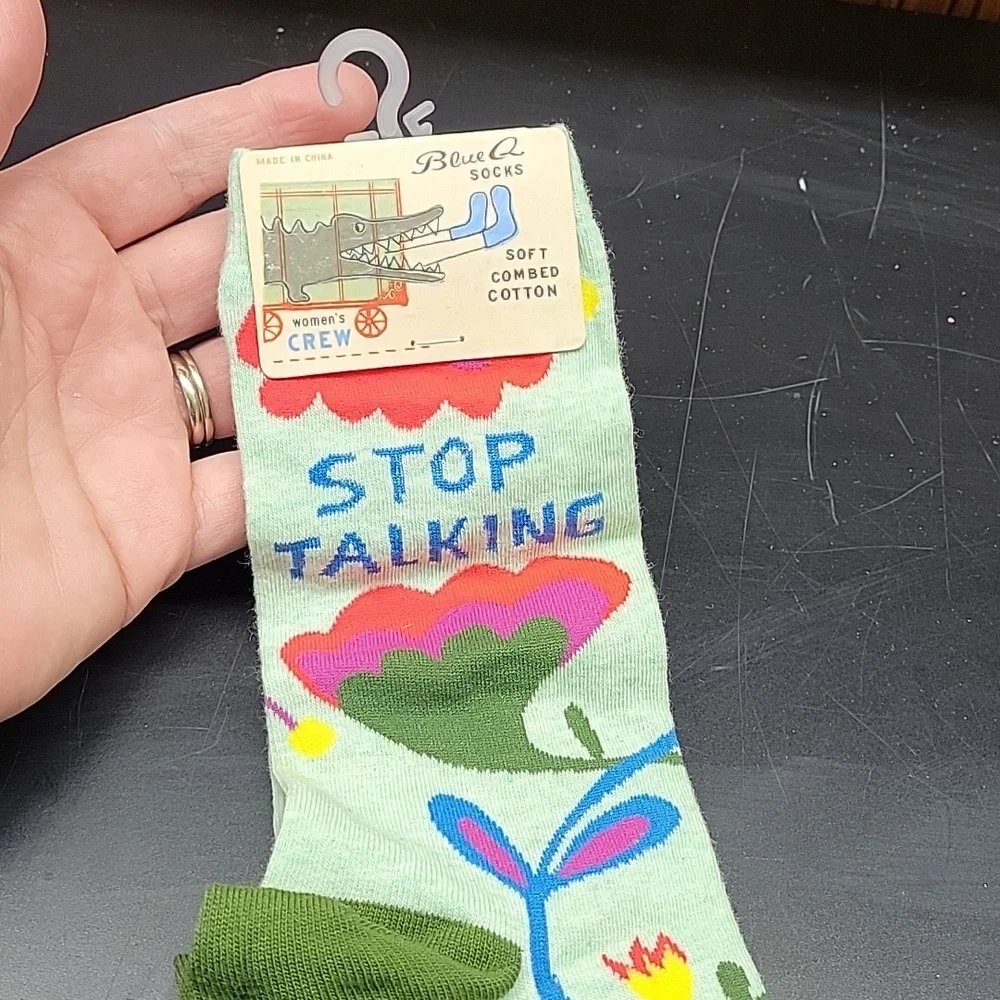 MADE IN CHINA
Blue Q
SOCKS
SOFT
COMBED
COTTON
women's
CREW
STOP
TALKING